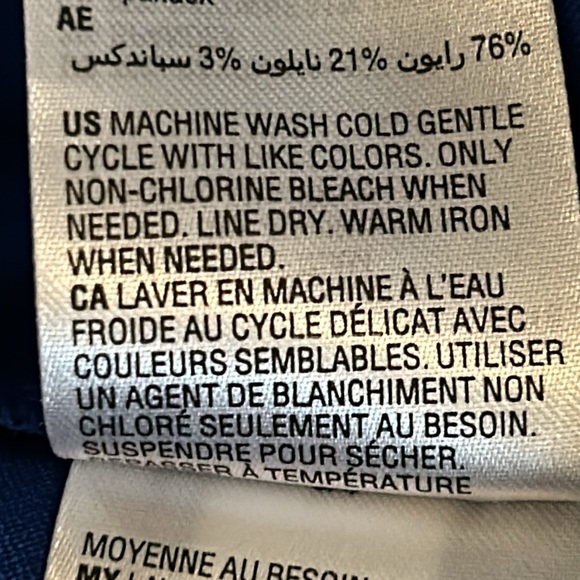 AE
76% رايون 21% نايلون 3% سباندكس
US MACHINE WASH COLD GENTLE
CYCLE WITH LIKE COLORS. ONLY
NON-CHLORINE BLEACH WHEN
NEEDED. LINE DRY. WARM IRON
WHEN NEEDED.
CA LAVER EN MACHINE À L'EAU
FROIDE AU CYCLE DÉLICAT AVEC
COULEURS SEMBLABLES. UTILISER
UN AGENT DE BLANCHIMENT NON
CHLORÉ SEULEMENT AU BESOIN.
SUSPENDRE POUR SÉCHER.
À TEMPÉRATURE
MOYENNE AU BESOIN
MY